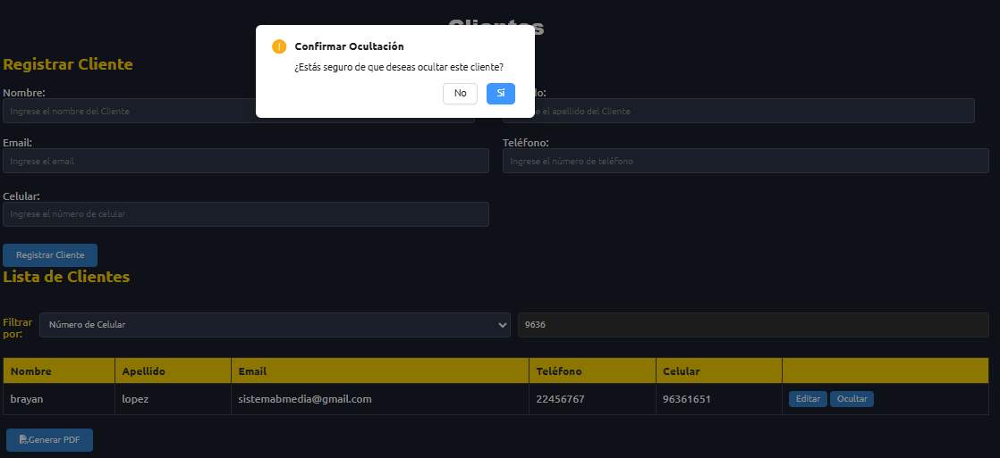 Clientes
Confirmar Ocultación
¿Estás seguro de que deseas ocultar este cliente?
No
Sí
Registrar Cliente
Nombre:
Ingrese el nombre del Cliente
do:
e el apellido del Cliente
Email:
Ingrese el email
Teléfono:
Ingrese el número de teléfono
Celular:
Ingrese el número de celular
Registrar Cliente
Lista de Clientes
Filtrar
por:
Número de Celular
9636
Nombre Apellido Email Teléfono Celular
brayan lopez sistemabmedia@gmail.com 22456767 96361651 Editar Ocultar
Generar PDF